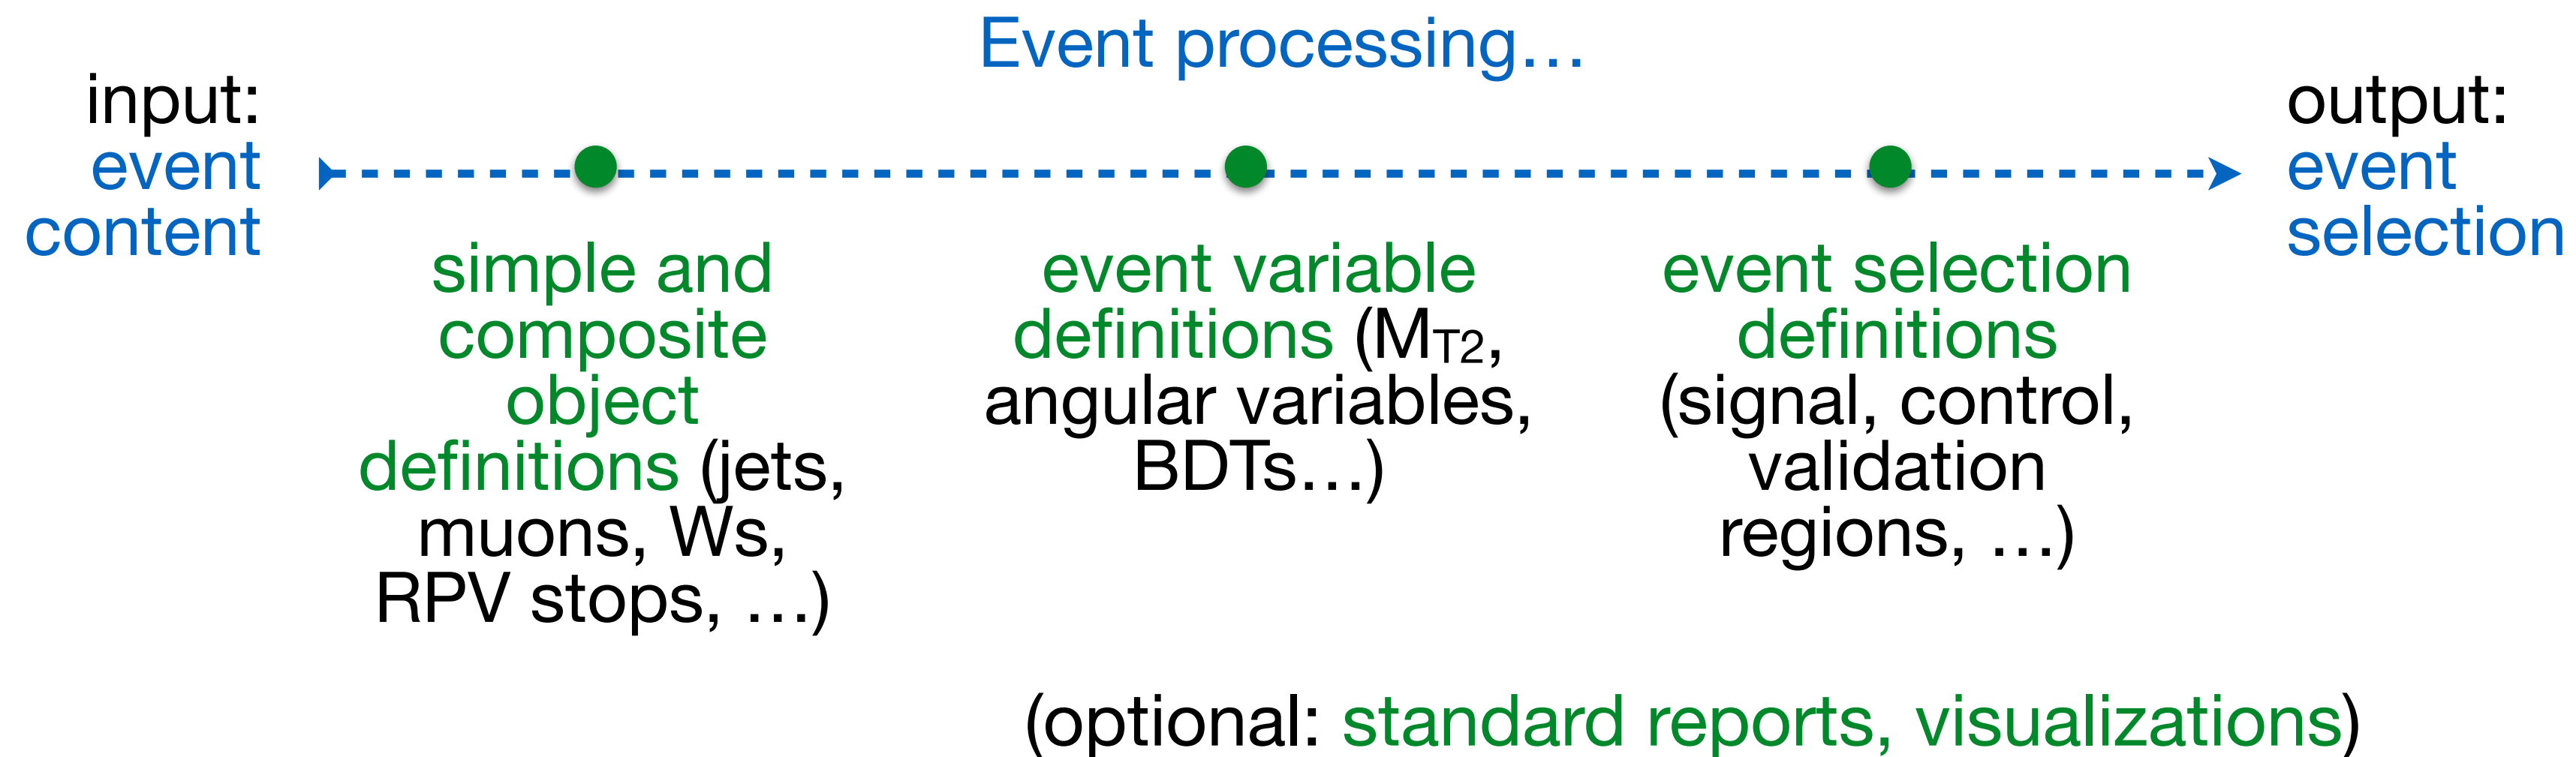 Event processing…
input:
event
content
output:
event
selection
simple and
composite
object
definitions (jets,
muons, Ws,
RPV stops, …)
event variable
definitions (MT2,
angular variables,
BDTs…)
event selection
definitions
(signal, control,
validation
regions, …)
(optional: standard reports, visualizations)